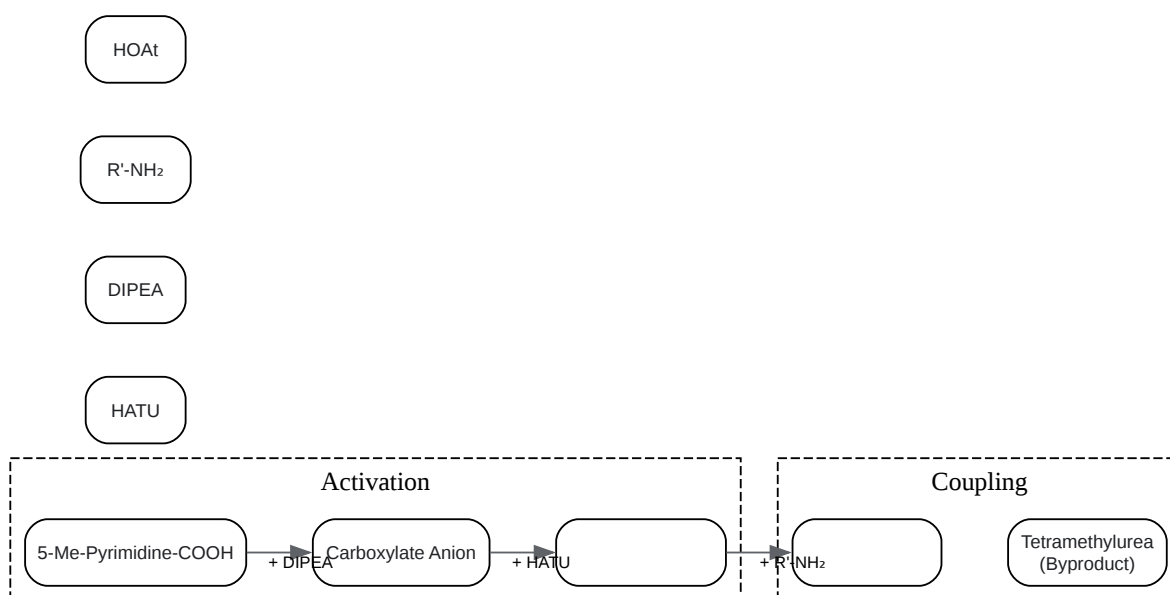 HOAt
R'-NH₂
DIPEA
HATU
Activation
Coupling
5-Me-Pyrimidine-COOH
+ DIPEA
Carboxylate Anion
+ HATU
+ R'-NH₂
Tetramethylurea
(Byproduct)